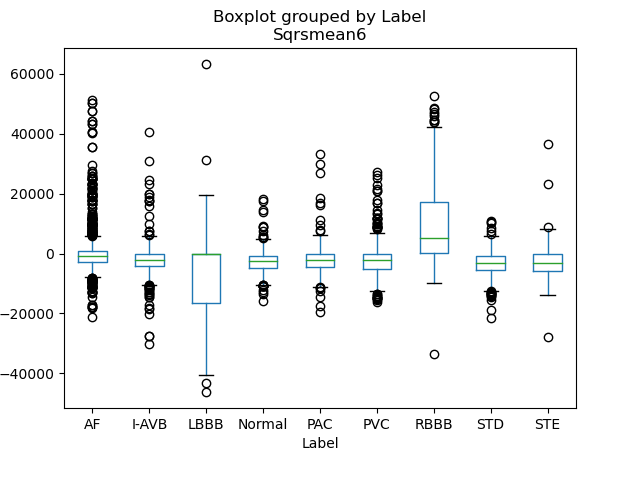 Boxplot grouped by Label
Sqrsmean6
60000
40000
20000
0
−20000
−40000
AF I-AVB LBBB Normal PAC PVC RBBB STD STE
Label